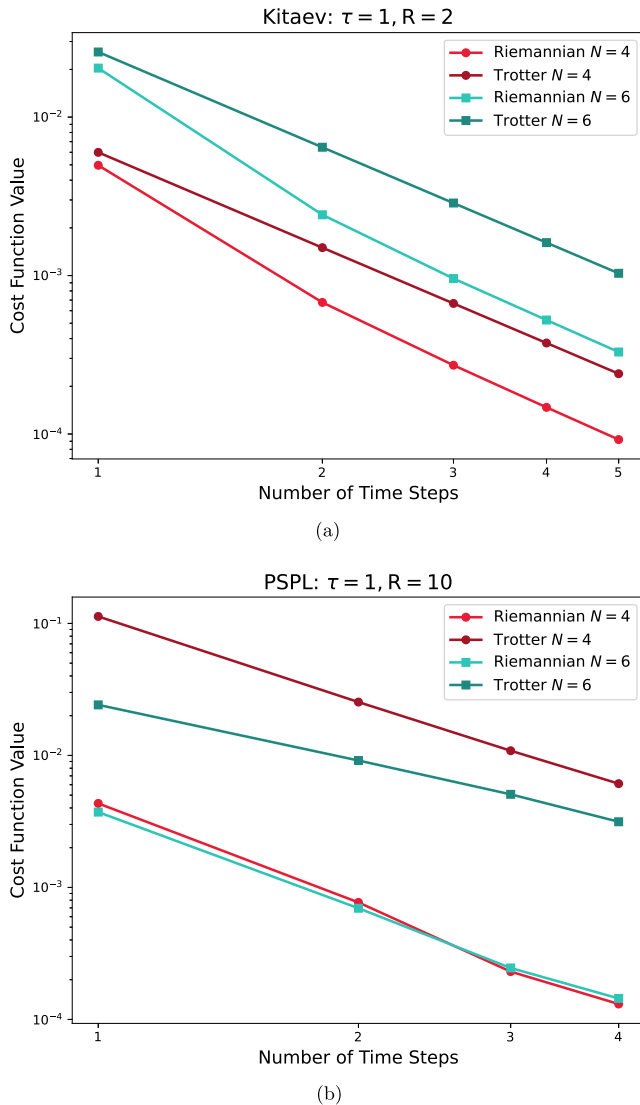 Kitaev: τ = 1, R = 2
Riemannian N = 4
Trotter N = 4
Riemannian N = 6
Trotter N = 6
Cost Function Value
10⁻²
10⁻³
10⁻⁴
1 2 3 4 5
Number of Time Steps
(a)
PSPL: τ = 1, R = 10
Riemannian N = 4
Trotter N = 4
Riemannian N = 6
Trotter N = 6
Cost Function Value
10⁻¹
10⁻²
10⁻³
10⁻⁴
1 2 3 4
Number of Time Steps
(b)